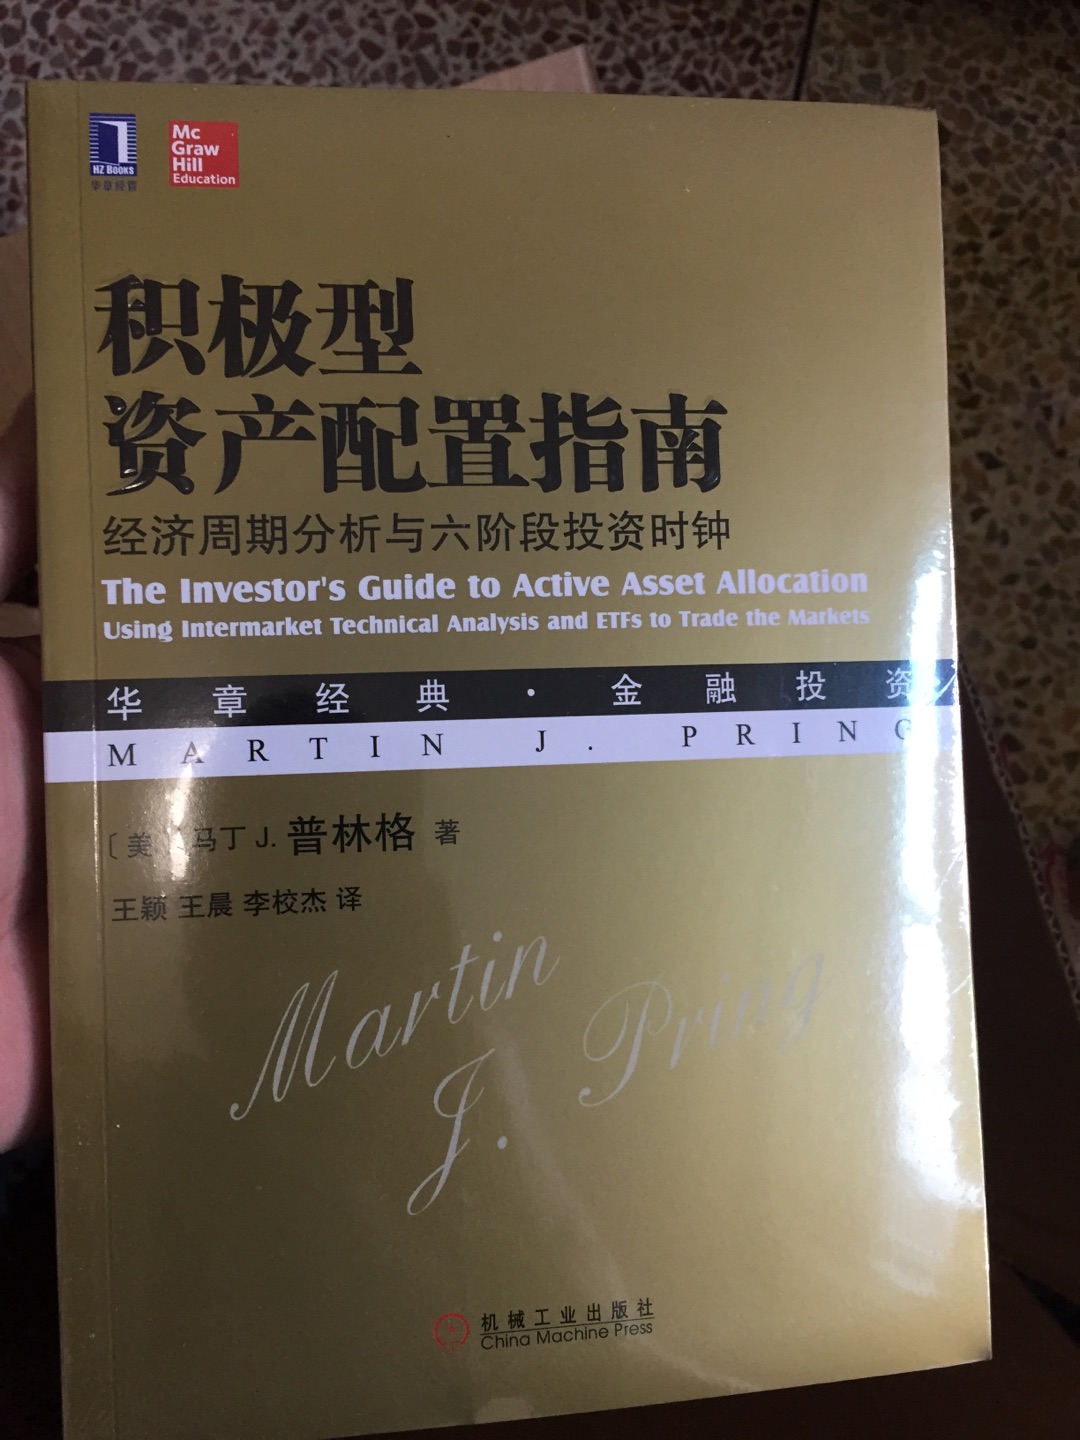 HZ BOOKS
华章经管
Mc
Graw
Hill
Education
积极型
资产配置指南
经济周期分析与六阶段投资时钟
The Investor's Guide to Active Asset Allocation
Using Intermarket Technical Analysis and ETFs to Trade the Markets
华章经典·金融投资
MARTIN J. PRING
〔美〕马丁 J. 普林格 著
王颖 王晨 李校杰 译
Martin
J. Pring
机械工业出版社
China Machine Press